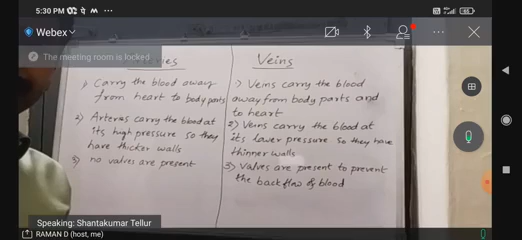 5:30 PM
Webex
The meeting room is locked
Veins
1) Carry the blood away
from heart to body parts
2) Arteries carry the blood at
its high pressure so they
have thicker walls
3) no valves are present
1) Veins carry the blood
away from body parts and
to heart
2) Veins carry the blood at
its lower pressure so they have
thinner walls
3) Valves are present to prevent
the back flow of blood
Speaking: Shantakumar Tellur
RAMAN D (host, me)